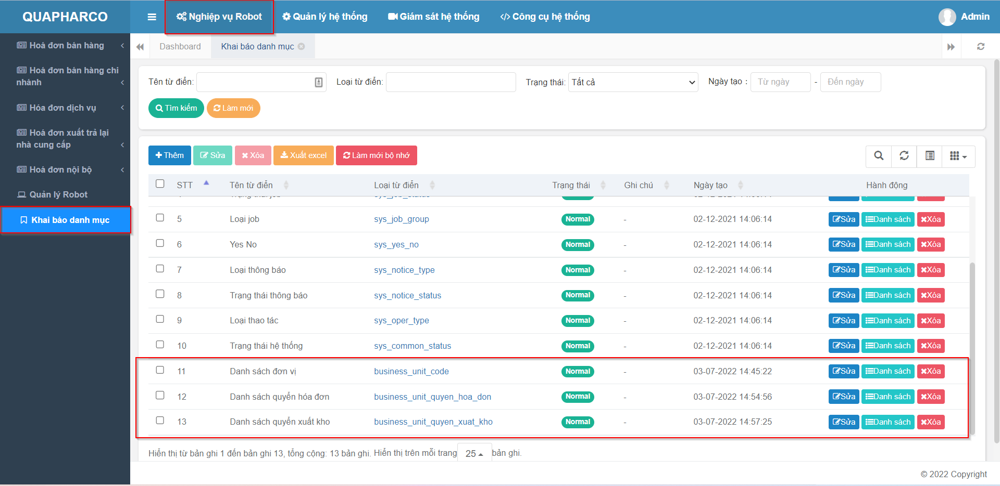 QUAPHARCO
Nghiệp vụ Robot
Quản lý hệ thống
Giám sát hệ thống
Công cụ hệ thống
Admin
Hoá đơn bán hàng
Hoá đơn bán hàng chi
nhánh
Hóa đơn dịch vụ
Hoá đơn xuất trả lại
nhà cung cấp
Hoá đơn nội bộ
Quản lý Robot
Khai báo danh mục
Dashboard
Khai báo danh mục
Tên từ điển:
Loại từ điển:
Trạng thái: Tất cả
Ngày tạo : Từ ngày - Đến ngày
Tìm kiếm
Làm mới
Thêm
Sửa
Xóa
Xuất excel
Làm mới bộ nhớ
STT Tên từ điển Loại từ điển Trạng thái Ghi chú Ngày tạo Hành động
5 Loại job sys_job_group Normal - 02-12-2021 14:06:14 Sửa Danh sách Xóa
6 Yes No sys_yes_no Normal - 02-12-2021 14:06:14 Sửa Danh sách Xóa
7 Loại thông báo sys_notice_type Normal - 02-12-2021 14:06:14 Sửa Danh sách Xóa
8 Trạng thái thông báo sys_notice_status Normal - 02-12-2021 14:06:14 Sửa Danh sách Xóa
9 Loại thao tác sys_oper_type Normal - 02-12-2021 14:06:14 Sửa Danh sách Xóa
10 Trạng thái hệ thống sys_common_status Normal - 02-12-2021 14:06:14 Sửa Danh sách Xóa
11 Danh sách đơn vị business_unit_code Normal - 03-07-2022 14:45:22 Sửa Danh sách Xóa
12 Danh sách quyển hóa đơn business_unit_quyen_hoa_don Normal - 03-07-2022 14:54:56 Sửa Danh sách Xóa
13 Danh sách quyển xuất kho business_unit_quyen_xuat_kho Normal - 03-07-2022 14:57:25 Sửa Danh sách Xóa
Hiển thị từ bản ghi 1 đến bản ghi 13, tổng cộng: 13 bản ghi. Hiển thị trên mỗi trang 25 bản ghi.
© 2022 Copyright